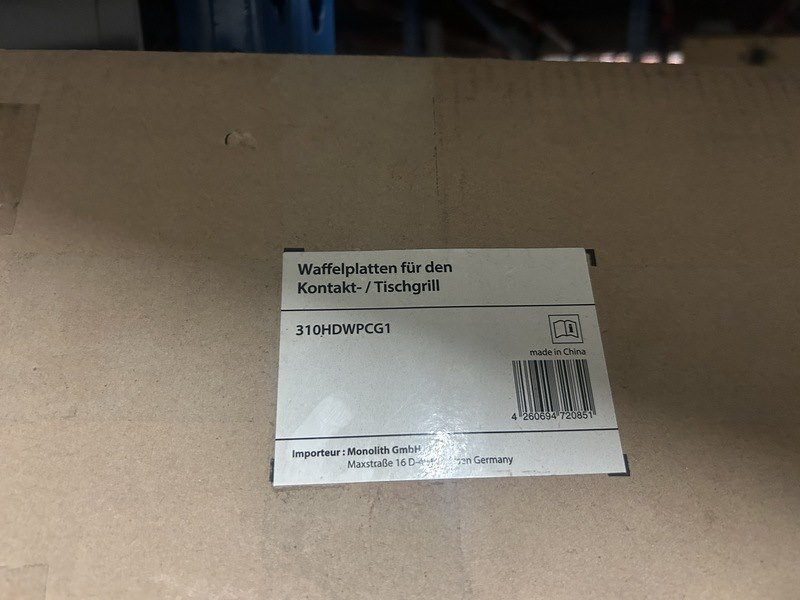 Waffelplatten für den
Kontakt- / Tischgrill
310HDWPCG1
made in China
4 260694 720851
Importeur : Monolith GmbH
Maxstraße 16 Germany